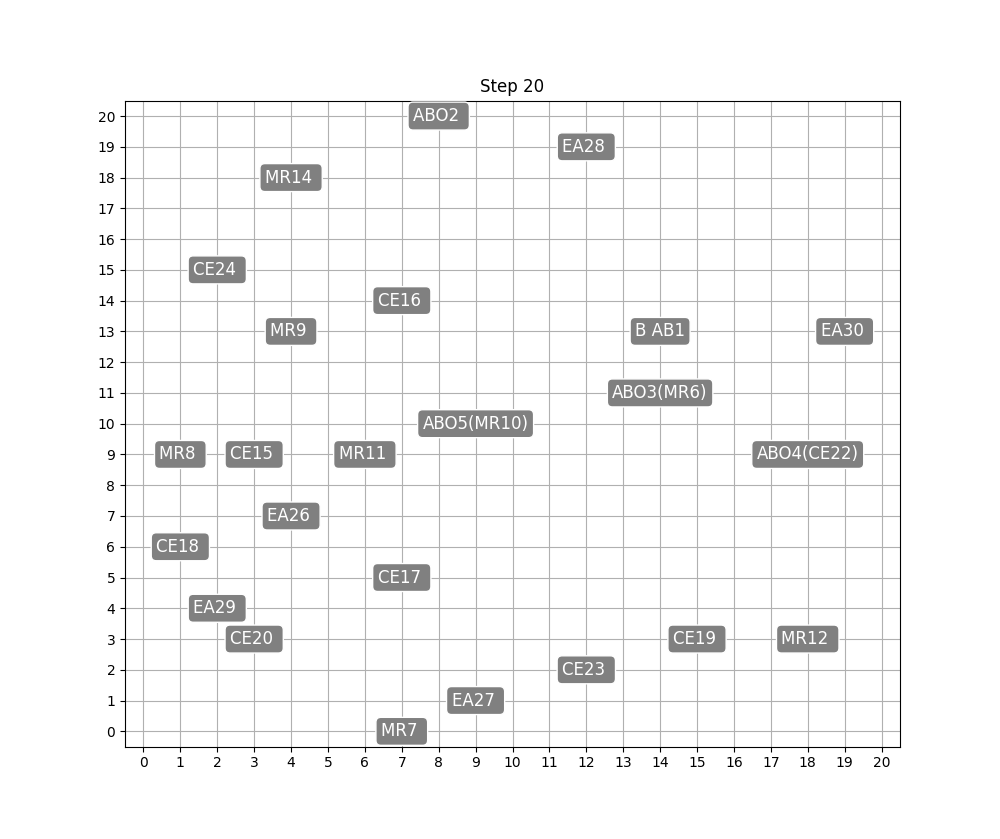 Step 20
20
ABO2
19
EA28
18
MR14
17
16
15
CE24
14
CE16
13
MR9
B AB1
EA30
12
11
ABO3(MR6)
10
ABO5(MR10)
9
MR8
CE15
MR11
ABO4(CE22)
8
7
EA26
6
CE18
5
CE17
4
EA29
3
CE20
CE19
MR12
2
CE23
1
EA27
0
MR7
0 1 2 3 4 5 6 7 8 9 10 11 12 13 14 15 16 17 18 19 20